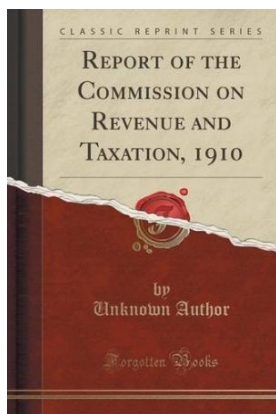 CLASSIC REPRINT SERIES
REPORT OF THE
COMMISSION ON
REVENUE AND
TAXATION, 1910
by
Unknown Author
Forgotten Books